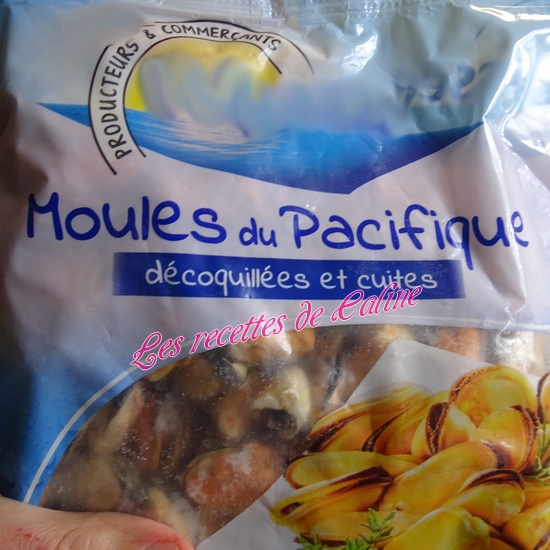 PRODUCTEURS & COMMERÇANTS
Moules du Pacifique
décoquillées et cuites
Les recettes de Caline